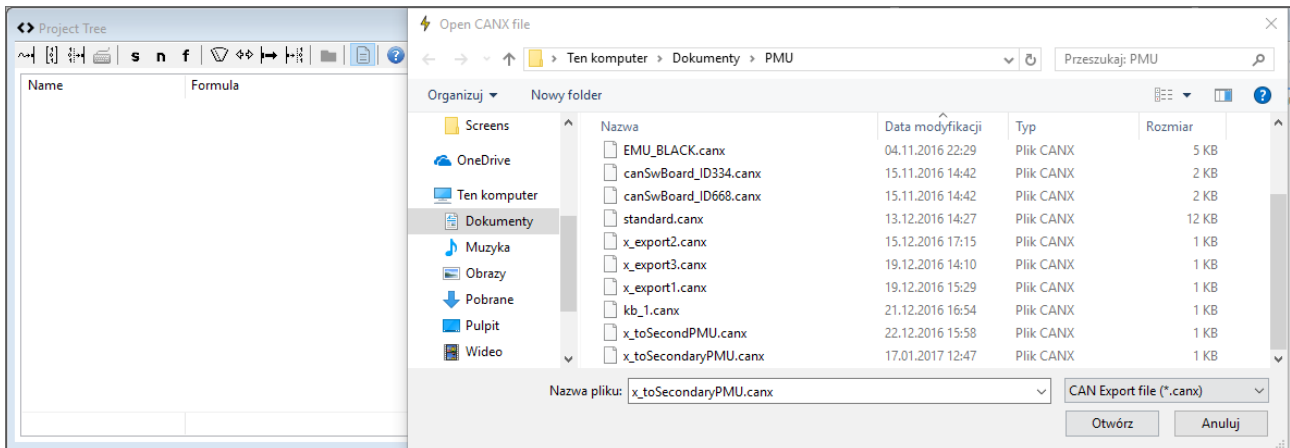 Project Tree
s n f
Name Formula
Open CANX file
Ten komputer > Dokumenty > PMU
Przeszukaj: PMU
Organizuj Nowy folder
Screens
OneDrive
Ten komputer
Dokumenty
Muzyka
Obrazy
Pobrane
Pulpit
Wideo
Nazwa Data modyfikacji Typ Rozmiar
EMU_BLACK.canx 04.11.2016 22:29 Plik CANX 5 KB
canSwBoard_ID334.canx 15.11.2016 14:42 Plik CANX 2 KB
canSwBoard_ID668.canx 15.11.2016 14:42 Plik CANX 2 KB
standard.canx 13.12.2016 14:27 Plik CANX 12 KB
x_export2.canx 15.12.2016 17:15 Plik CANX 1 KB
x_export3.canx 19.12.2016 14:10 Plik CANX 1 KB
x_export1.canx 19.12.2016 15:29 Plik CANX 1 KB
kb_1.canx 21.12.2016 16:54 Plik CANX 1 KB
x_toSecondPMU.canx 22.12.2016 15:58 Plik CANX 1 KB
x_toSecondaryPMU.canx 17.01.2017 12:47 Plik CANX 1 KB
Nazwa pliku: x_toSecondaryPMU.canx CAN Export file (*.canx)
Otwórz Anuluj